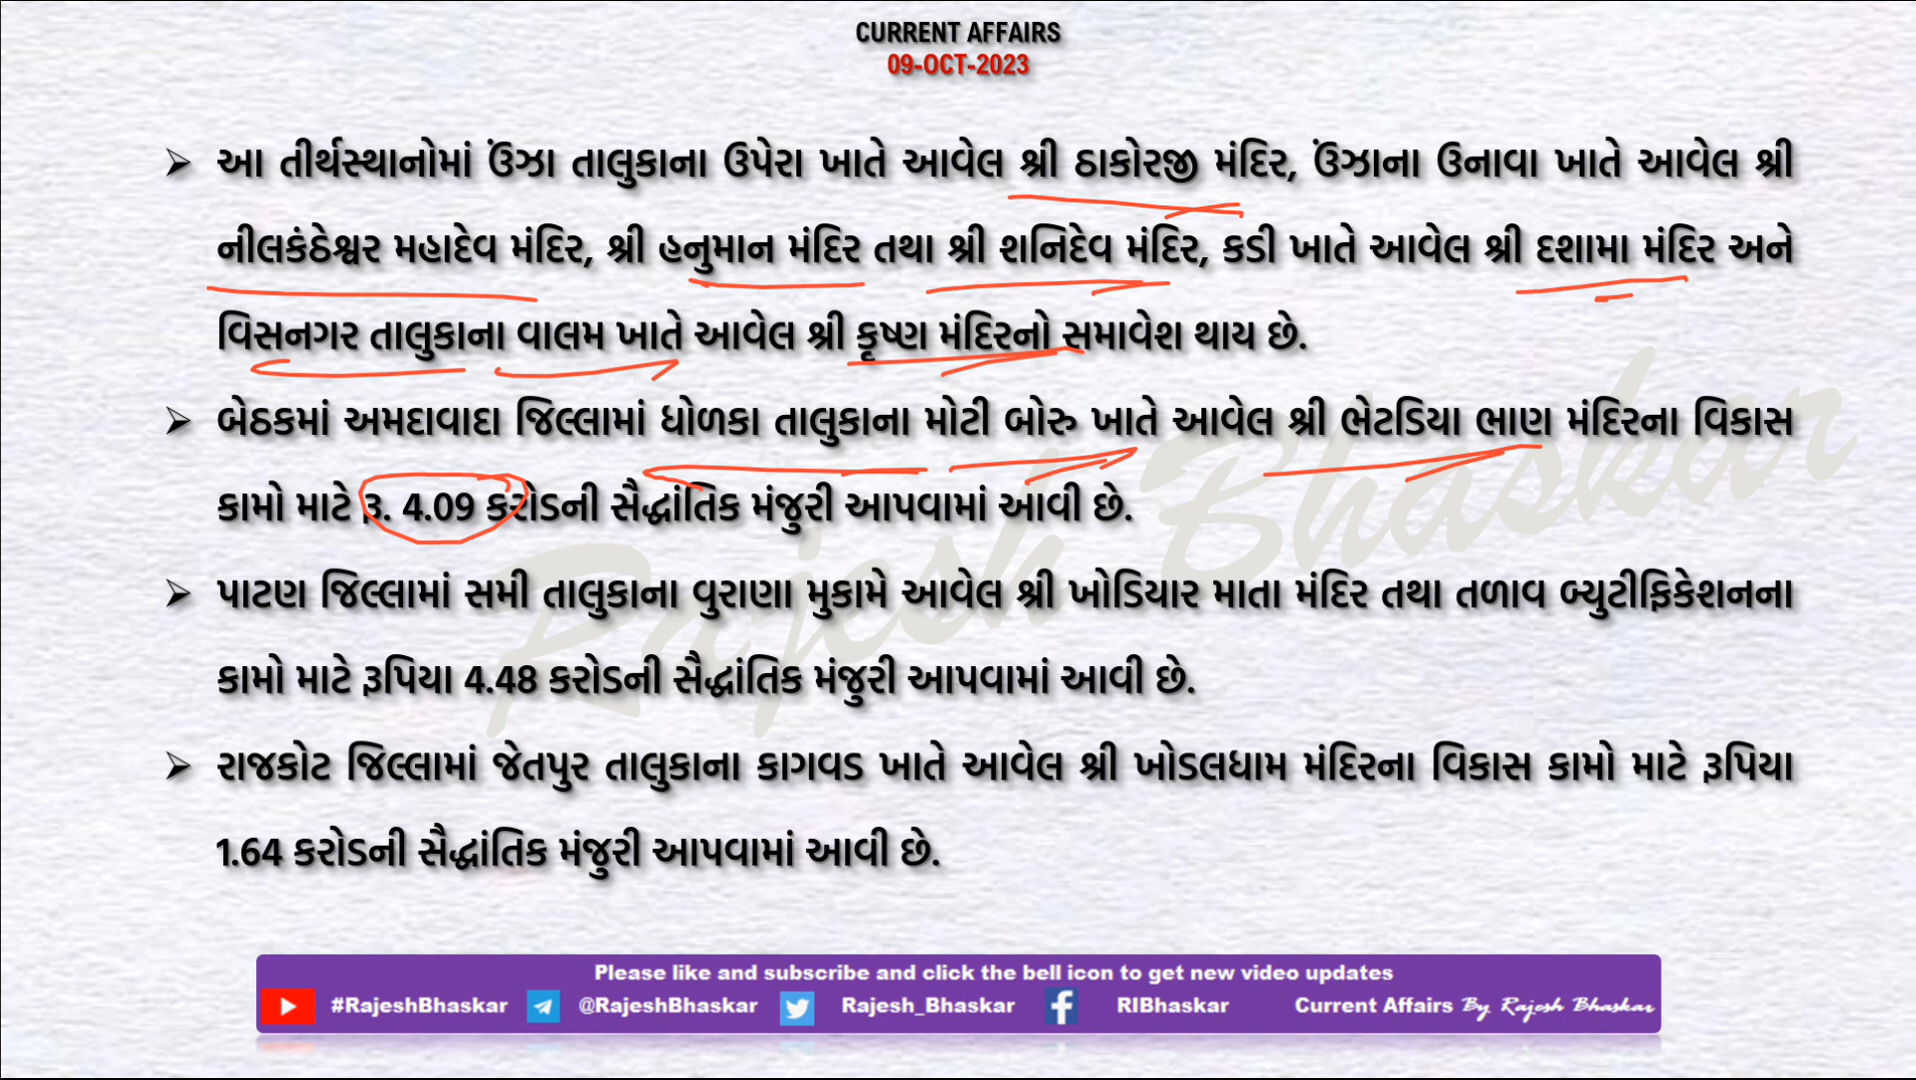 CURRENT AFFAIRS
09-OCT-2023
➢ આ તીર્થસ્થાનોમાં ઉંઝા તાલુકાના ઉપેરા ખાતે આવેલ શ્રી ઠાકોરજી મંદિર, ઉંઝાના ઉનાવા ખાતે આવેલ શ્રી
નીલકંઠેશ્વર મહાદેવ મંદિર, શ્રી હનુમાન મંદિર તથા શ્રી શનિદેવ મંદિર, કડી ખાતે આવેલ શ્રી દશામા મંદિર અને
વિસનગર તાલુકાના વાલમ ખાતે આવેલ શ્રી કૃષ્ણ મંદિરનો સમાવેશ થાય છે.
➢ બેઠકમાં અમદાવાદા જિલ્લામાં ધોળકા તાલુકાના મોટી બોરુ ખાતે આવેલ શ્રી ભેટડિયા ભાણ મંદિરના વિકાસ
કામો માટે રૂ. 4.09 કરોડની સૈદ્ધાંતિક મંજુરી આપવામાં આવી છે.
➢ પાટણ જિલ્લામાં સમી તાલુકાના વુરાણા મુકામે આવેલ શ્રી ખોડિયાર માતા મંદિર તથા તળાવ બ્યુટીફિકેશનના
કામો માટે રૂપિયા 4.48 કરોડની સૈદ્ધાંતિક મંજુરી આપવામાં આવી છે.
➢ રાજકોટ જિલ્લામાં જેતપુર તાલુકાના કાગવડ ખાતે આવેલ શ્રી ખોડલધામ મંદિરના વિકાસ કામો માટે રૂપિયા
1.64 કરોડની સૈદ્ધાંતિક મંજુરી આપવામાં આવી છે.
Rajesh Bhaskar
Please like and subscribe and click the bell icon to get new video updates
#RajeshBhaskar @RajeshBhaskar Rajesh_Bhaskar RIBhaskar Current Affairs By Rajesh Bhaskar